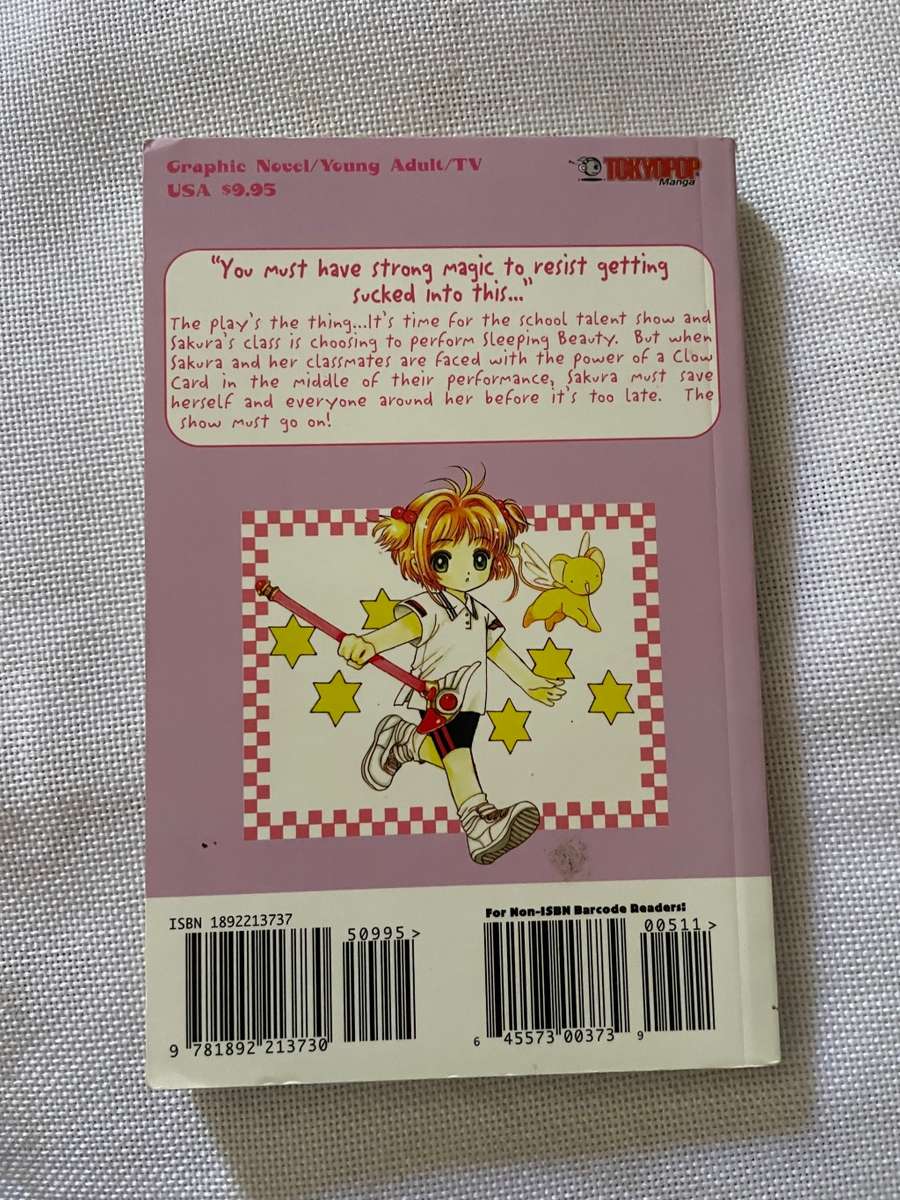 Graphic Novel/Young Adult/TV
USA $9.95
TOKYOPOP
Manga
"You must have strong magic to resist getting
sucked into this..."
The play's the thing...It's time for the school talent show and
Sakura's class is choosing to perform Sleeping Beauty. But when
Sakura and her classmates are faced with the power of a Clow
Card in the middle of their performance, Sakura must save
herself and everyone around her before it's too late. The
show must go on!
ISBN 1892213737
50995>
9 781892 213730
For Non-ISBN Barcode Readers:
00511>
6 45573 00373 9